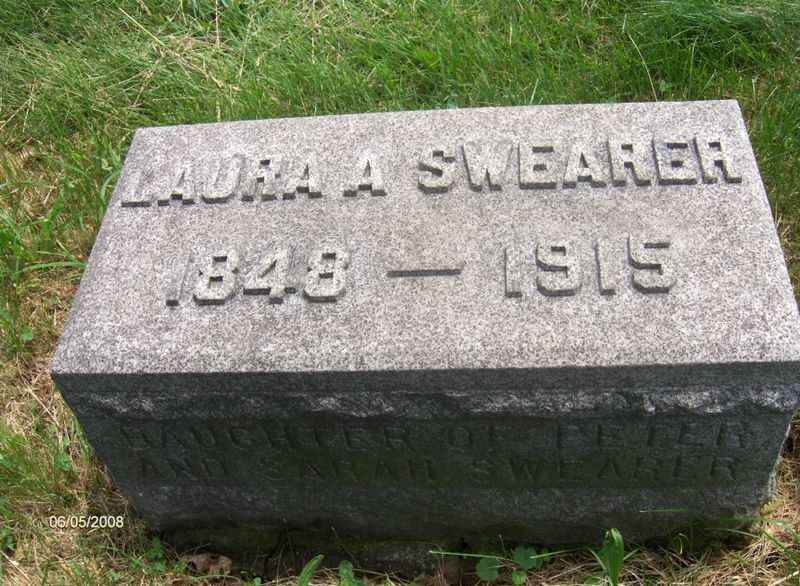 LAURA A SWEARER
1848 — 1915
DAUGHTER OF PETER
AND SARAH SWEARER
06/05/2008